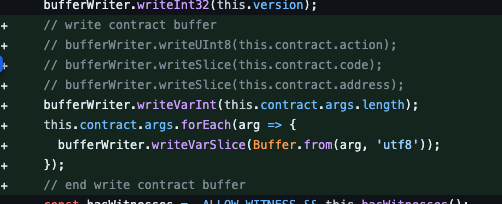 bufferWriter.writeInt32(this.version);
+ // write contract buffer
+ // bufferWriter.writeUInt8(this.contract.action);
+ // bufferWriter.writeSlice(this.contract.code);
+ // bufferWriter.writeSlice(this.contract.address);
+ bufferWriter.writeVarInt(this.contract.args.length);
+ this.contract.args.forEach(arg => {
+ bufferWriter.writeVarSlice(Buffer.from(arg, 'utf8'));
+ });
+ // end write contract buffer
const hasWitnesses = _ALLOW_WITNESS && this.hasWitnesses();